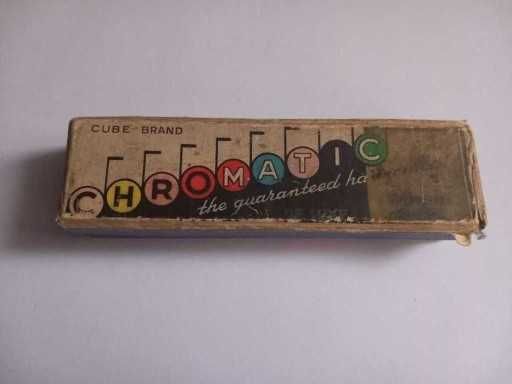 CUBE-BRAND
CHROMATIC
the guaranteed ha